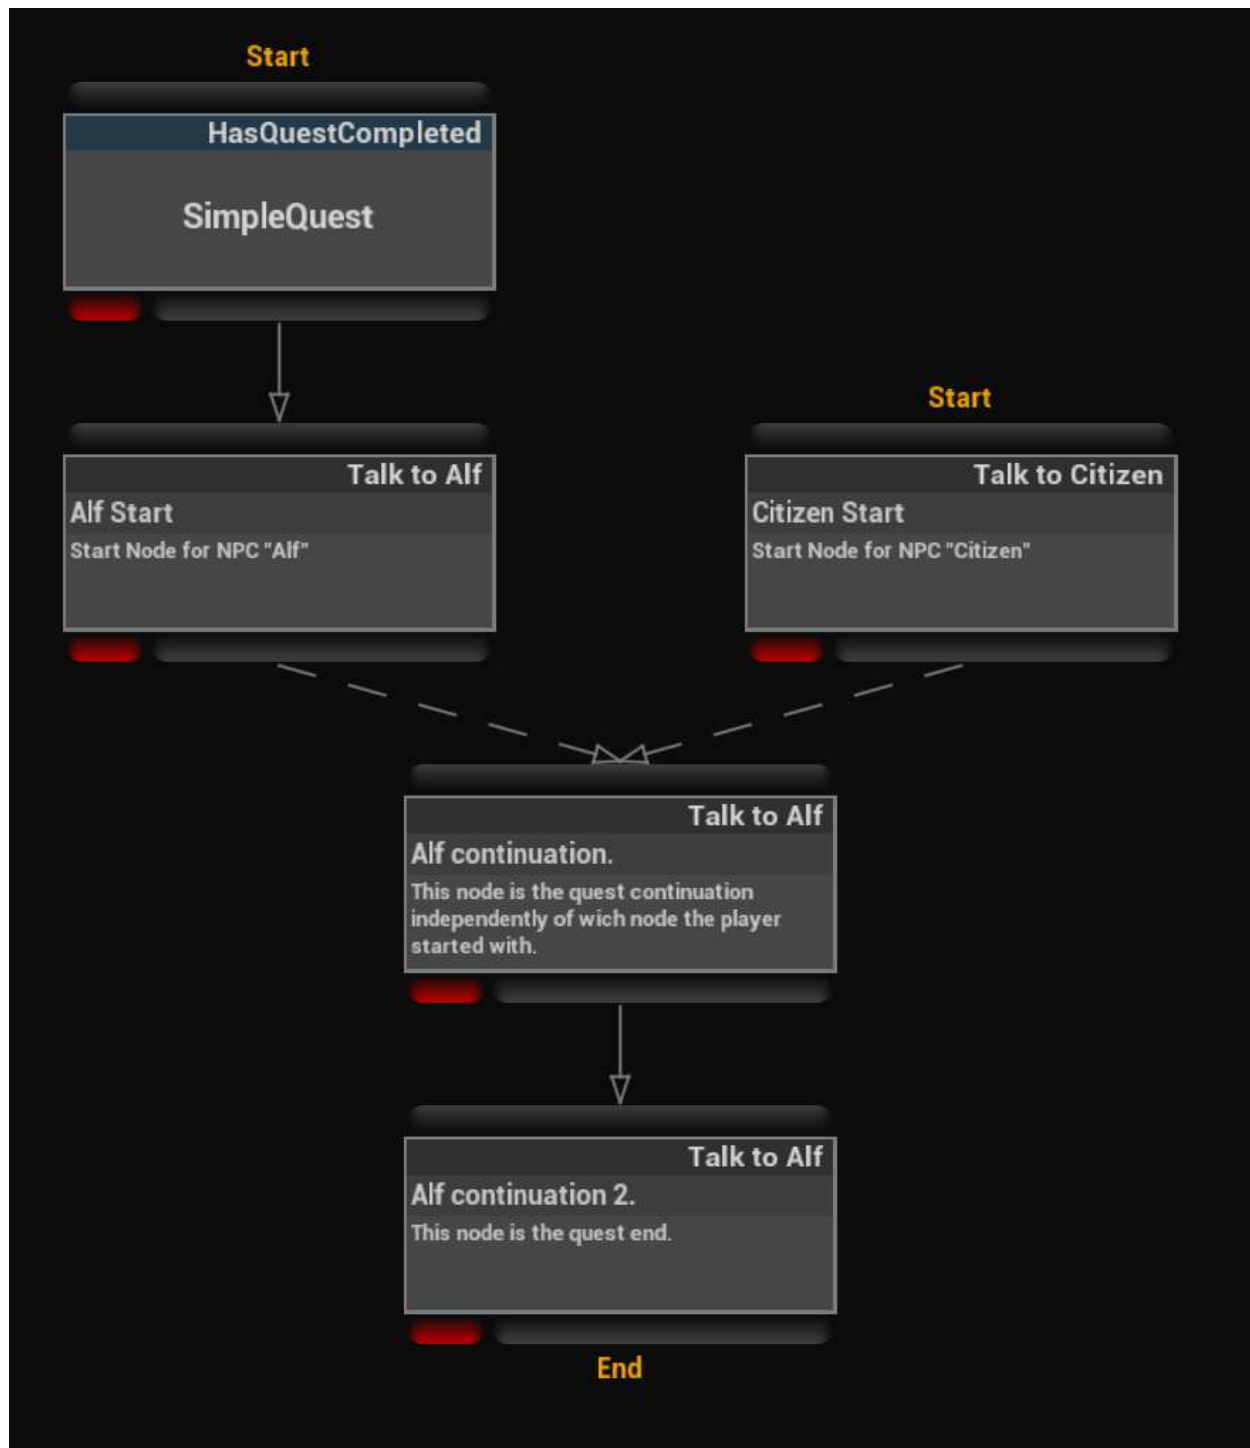 Start
HasQuestCompleted
SimpleQuest
Talk to Alf
Alf Start
Start Node for NPC "Alf"
Start
Talk to Citizen
Citizen Start
Start Node for NPC "Citizen"
Talk to Alf
Alf continuation.
This node is the quest continuation
independently of wich node the player
started with.
Talk to Alf
Alf continuation 2.
This node is the quest end.
End